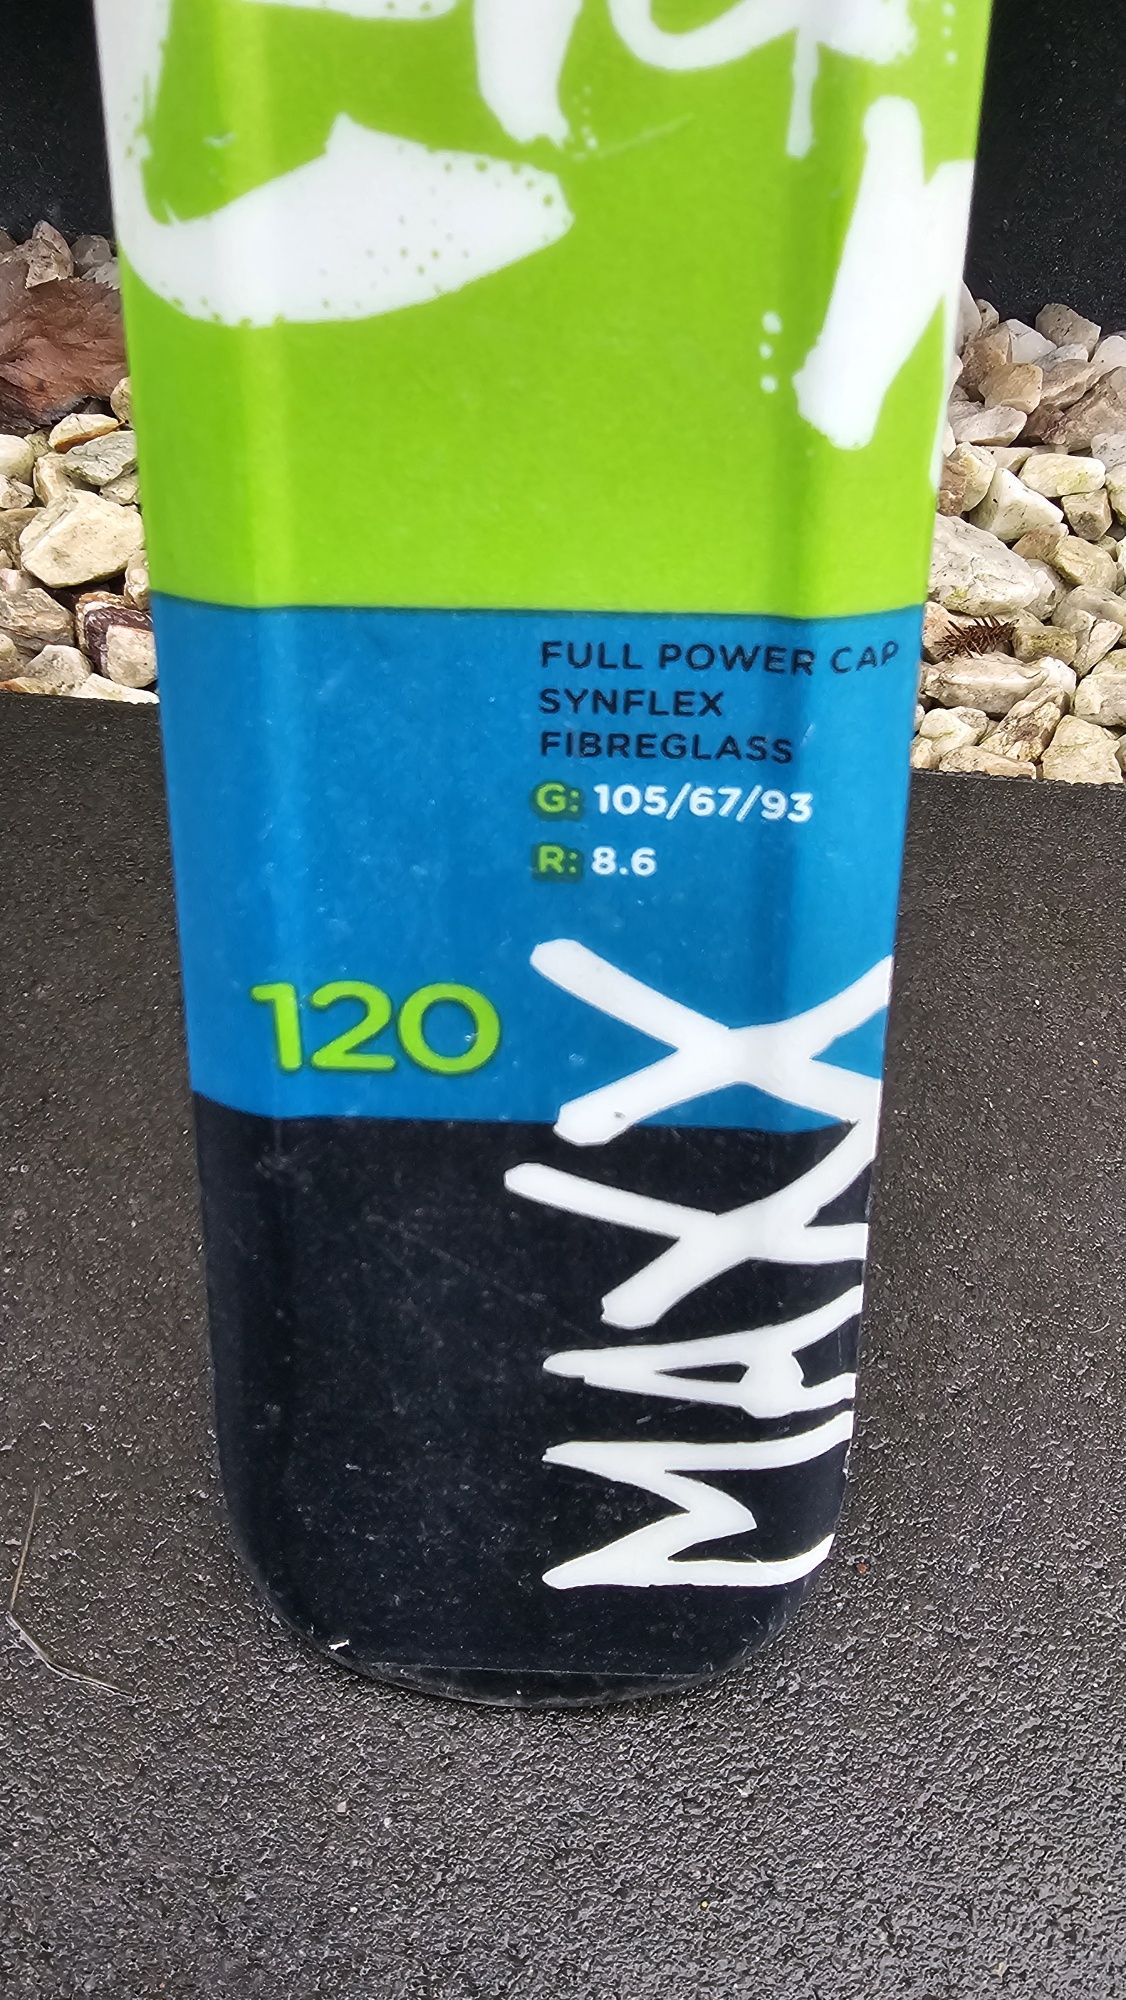 FULL POWER CAP
SYNFLEX
FIBREGLASS
G: 105/67/93
R: 8.6
120
MAXX